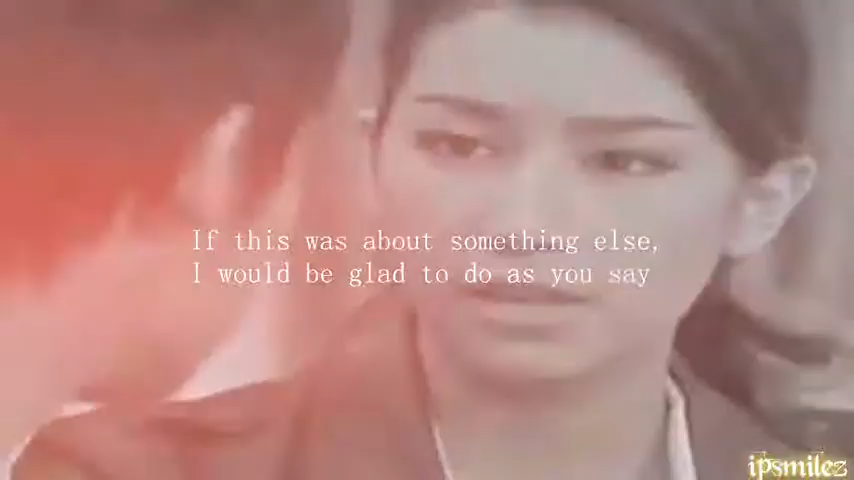 If this was about something else,
I would be glad to do as you say
ipsmilez